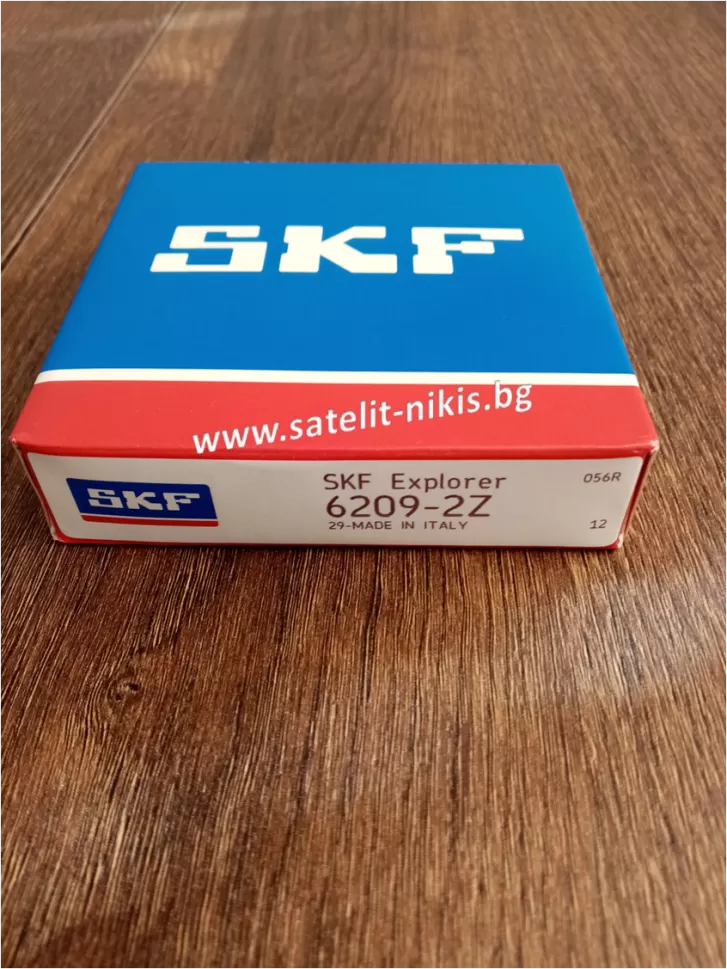 SKF
www.satelit-nikis.bg
SKF
SKF Explorer
6209-2Z
29-MADE IN ITALY
056R
12